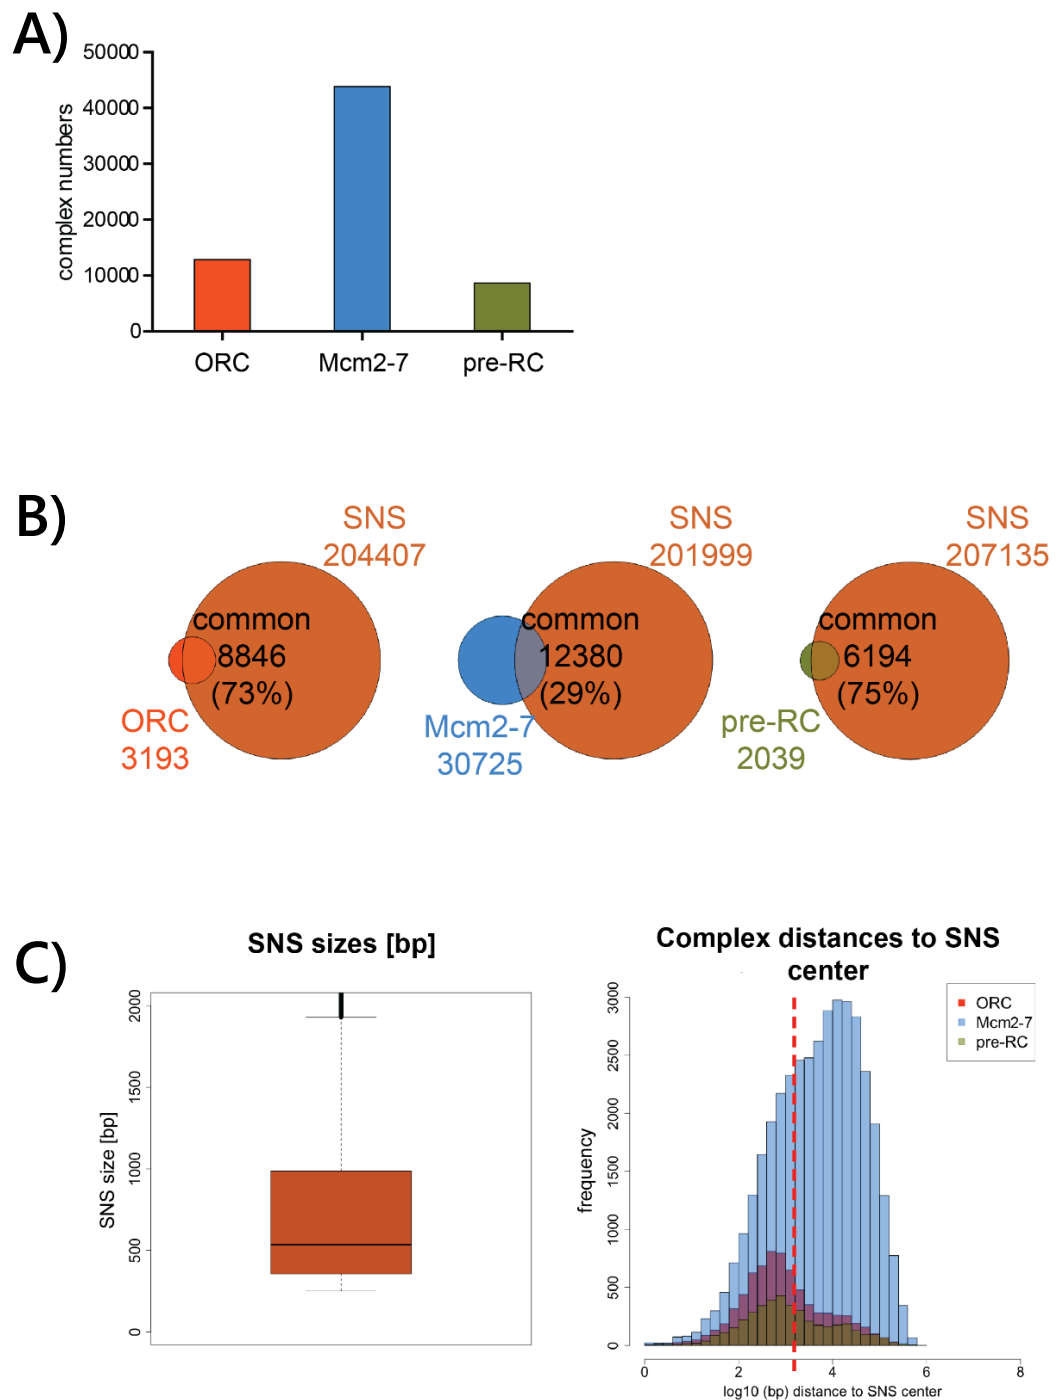 A)
50000
40000
30000
20000
10000
0
complex numbers
ORC
Mcm2-7
pre-RC
B)
SNS
204407
common
8846
(73%)
ORC
3193
SNS
201999
common
12380
(29%)
Mcm2-7
30725
SNS
207135
common
6194
(75%)
pre-RC
2039
C)
SNS sizes [bp]
SNS size [bp]
2000
1500
1000
500
0
Complex distances to SNS
center
ORC
Mcm2-7
pre-RC
frequency
3000
2500
2000
1500
1000
500
0
0
2
4
6
8
log10 (bp) distance to SNS center